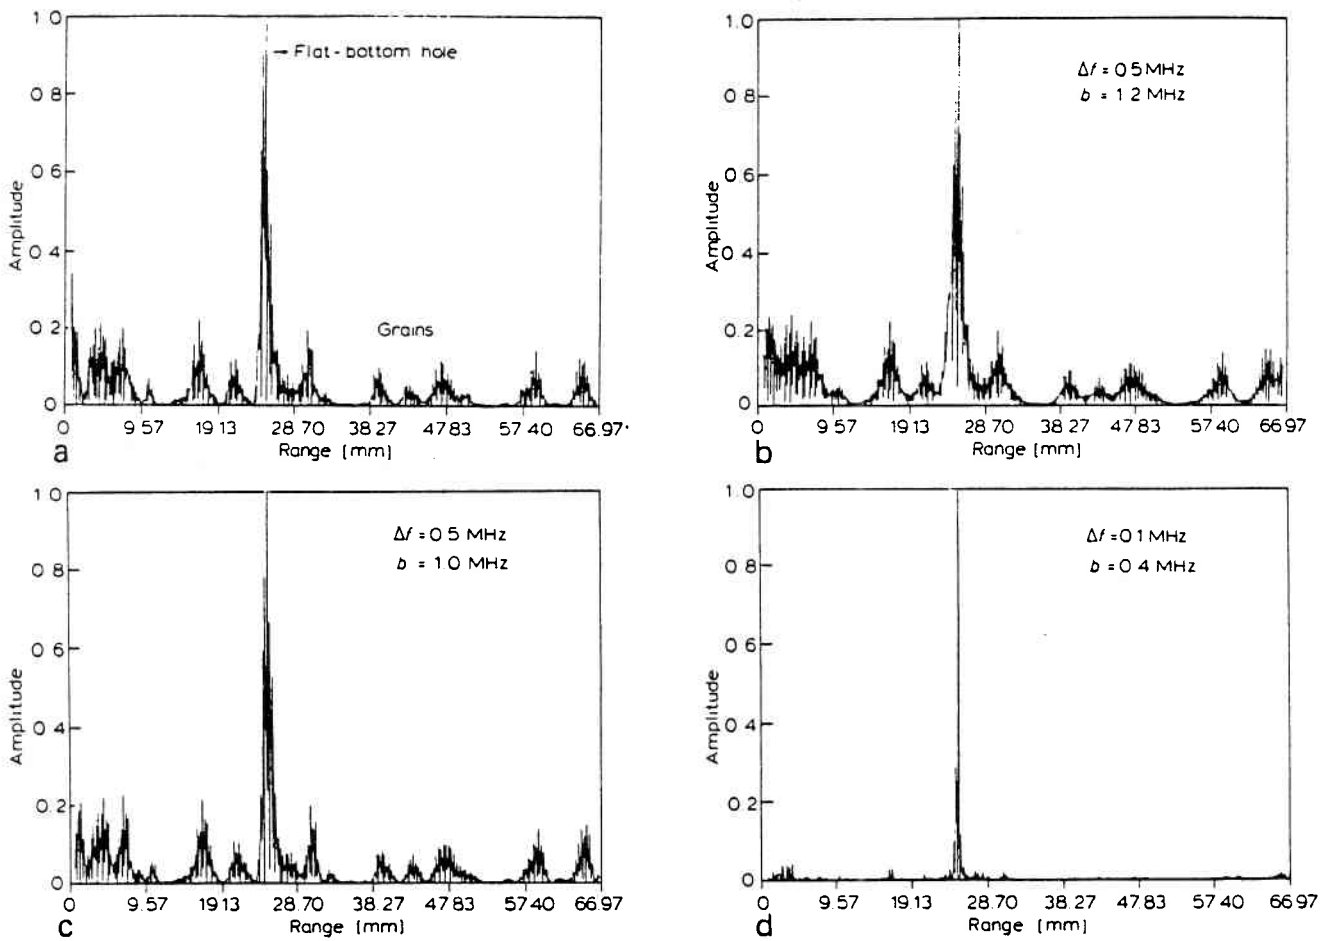 1.0
→ Flat-bottom hole
0 8
0 6
Amplitude
0 4
0 2
Grains
0
0 9 57 19 13 28 70 38 27 47 83 57 40 66.97
a
Range [mm]
1.0
Δf = 0 5 MHz
b = 1 2 MHz
0 8
0 6
Amplitude
0 4
0.2
0
0 9 57 19 13 28 70 38 27 47 83 57 40 66 97
b
Range [mm]
1 0
Δf = 0 5 MHz
b = 1.0 MHz
0 8
0 6
Amplitude
0 4
0 2
0
0 9 57 19 13 28.70 38 27 47 83 57 40 66 97
c
Range [mm]
1.0
Δf = 0 1 MHz
b = 0 4 MHz
0 8
0 6
Amplitude
0 4
0 2
0
0 9 57 19 13 28.70 38 27 47 83 57 40 66 97
d
Range [mm]